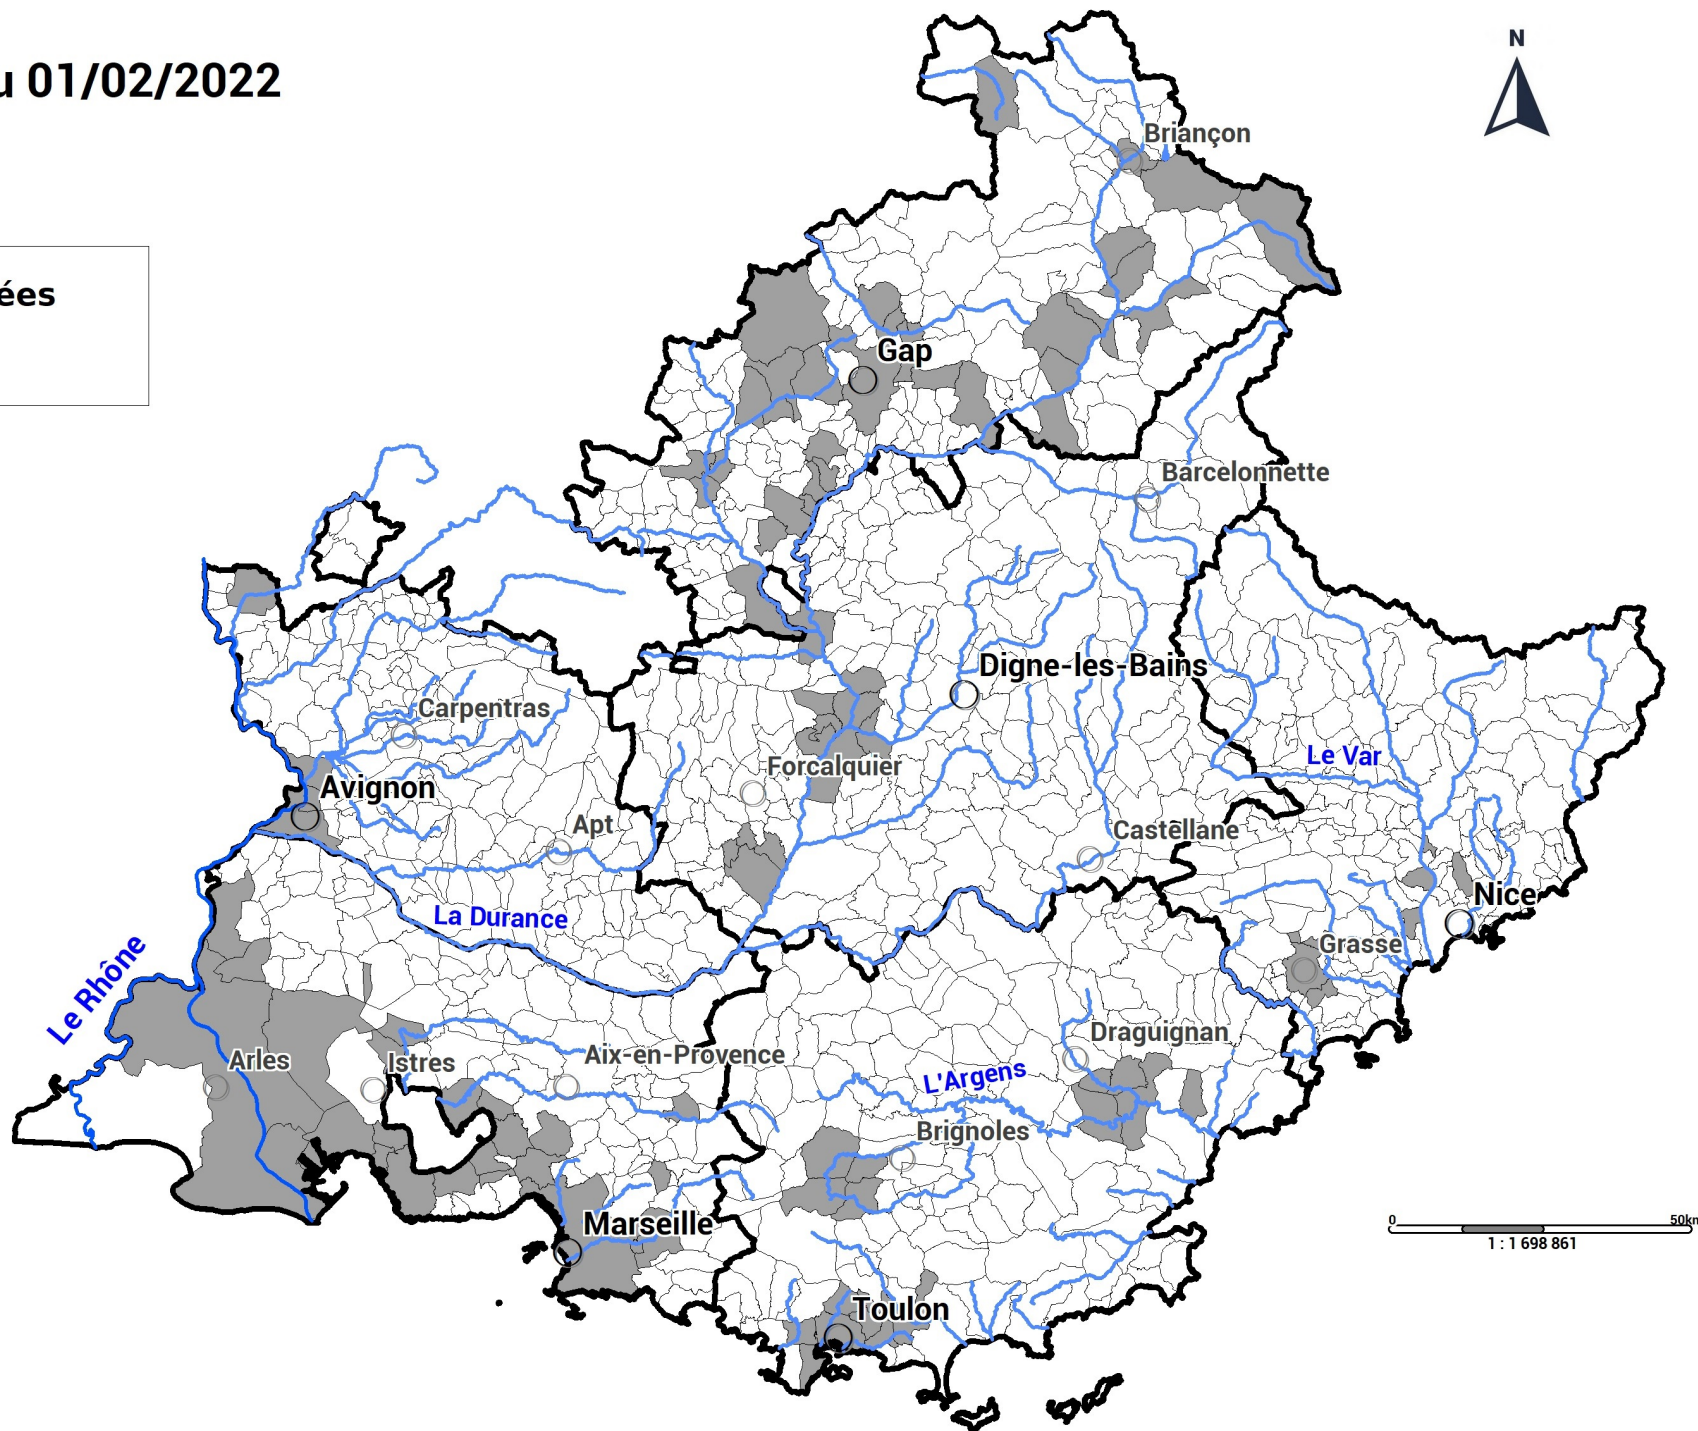 u 01/02/2022
N
ées
Briançon
Gap
Barcelonnette
Digne-les-Bains
Carpentras
Forcalquier
Le Var
Avignon
Apt
Castellane
Nice
La Durance
Grasse
Le Rhône
Draguignan
Arles
Istres
Aix-en-Provence
L'Argens
Brignoles
Marseille
0
50km
1 : 1 698 861
Toulon